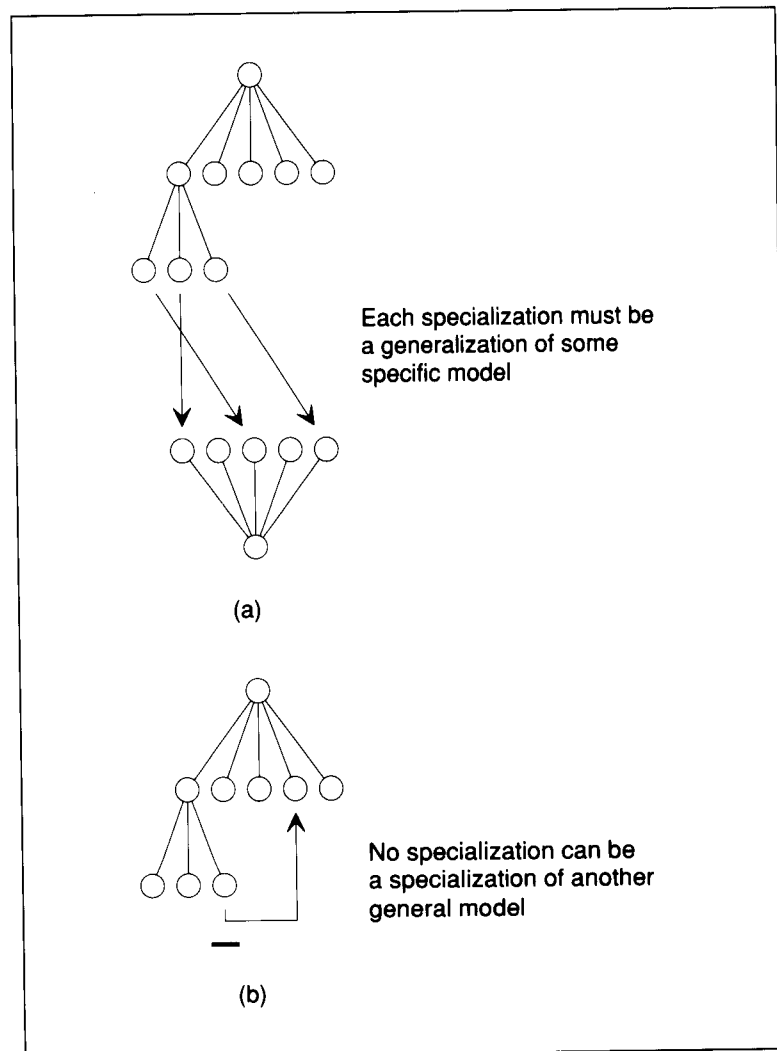 Each specialization must be
a generalization of some
specific model
(a)
No specialization can be
a specialization of another
general model
(b)